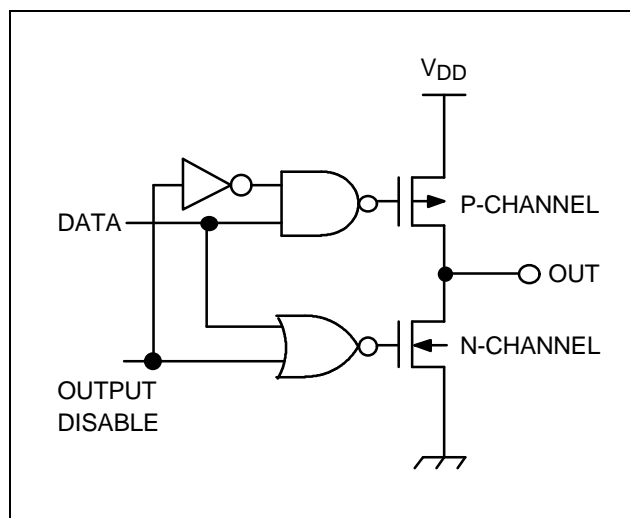 VDD
DATA
P-CHANNEL
OUT
N-CHANNEL
OUTPUT
DISABLE